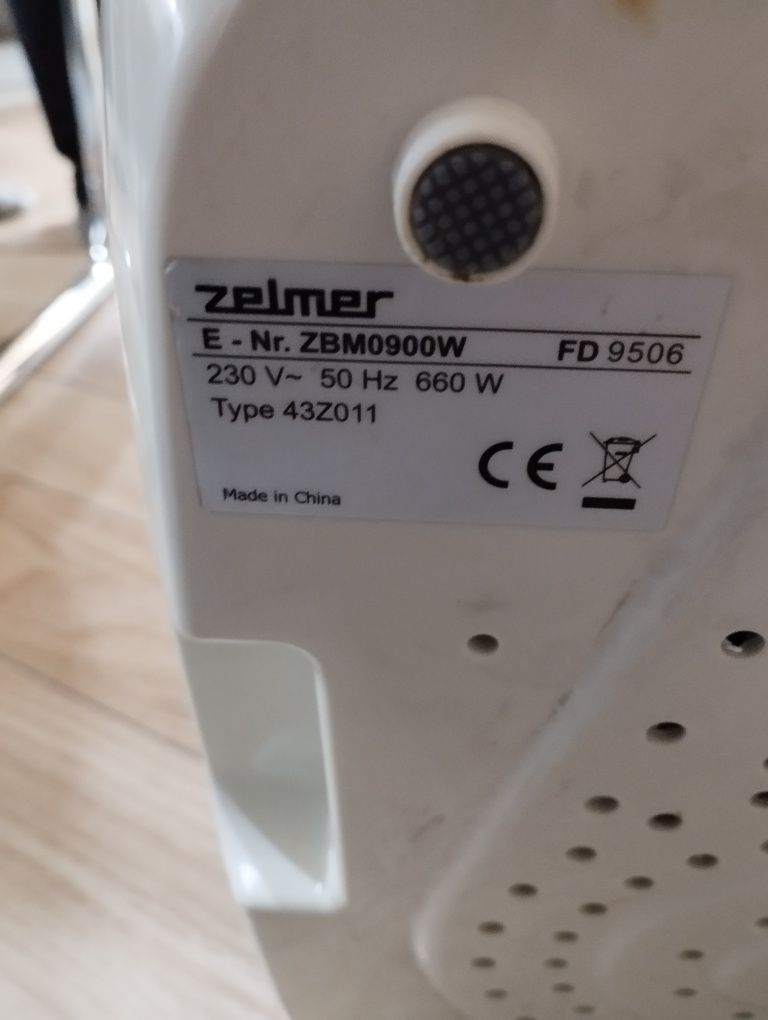 zelmer
E - Nr. ZBM0900W FD 9506
230 V~ 50 Hz 660 W
Type 43Z011
CE
Made in China